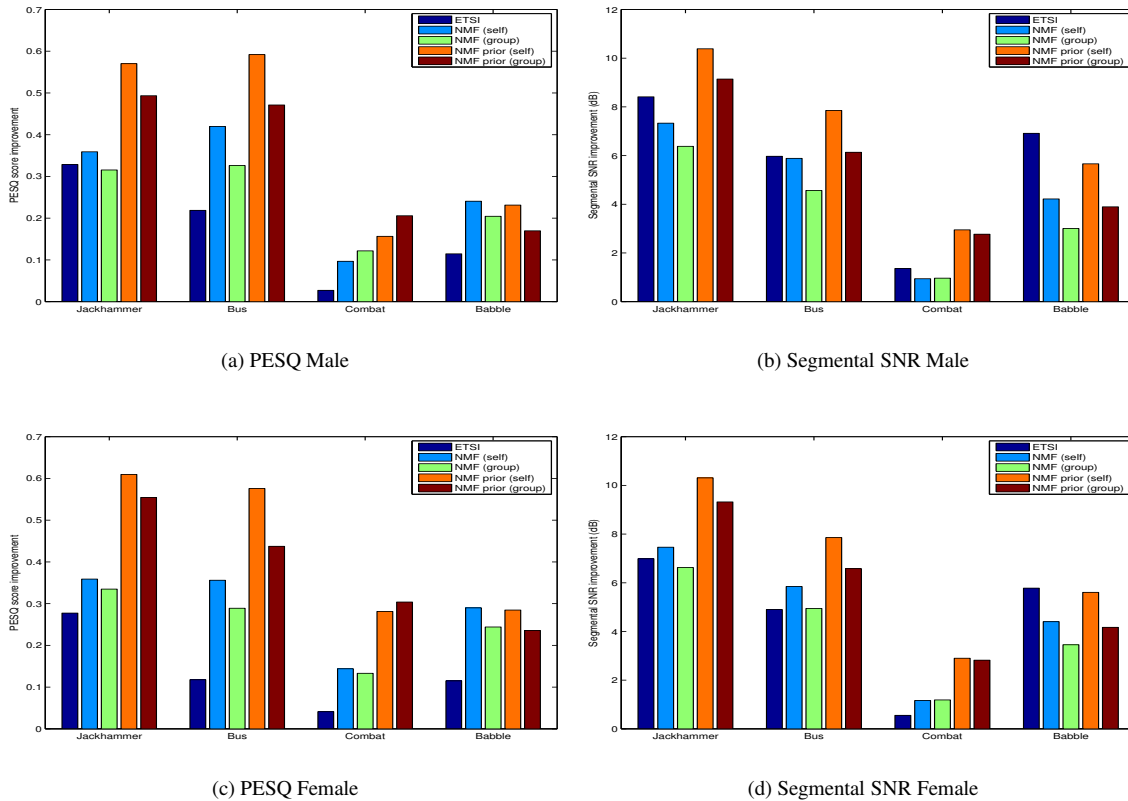 0.7
0.6
0.5
0.4
0.3
0.2
0.1
0
PESQ score improvement
ETSI
NMF (self)
NMF (group)
NMF prior (self)
NMF prior (group)
Jackhammer Bus Combat Babble
(a) PESQ Male
12
10
8
6
4
2
0
Segmental SNR improvement (dB)
ETSI
NMF (self)
NMF (group)
NMF prior (self)
NMF prior (group)
Jackhammer Bus Combat Babble
(b) Segmental SNR Male
0.7
0.6
0.5
0.4
0.3
0.2
0.1
0
PESQ score improvement
ETSI
NMF (self)
NMF (group)
NMF prior (self)
NMF prior (group)
Jackhammer Bus Combat Babble
(c) PESQ Female
12
10
8
6
4
2
0
Segmental SNR improvement (dB)
ETSI
NMF (self)
NMF (group)
NMF prior (self)
NMF prior (group)
Jackhammer Bus Combat Babble
(d) Segmental SNR Female